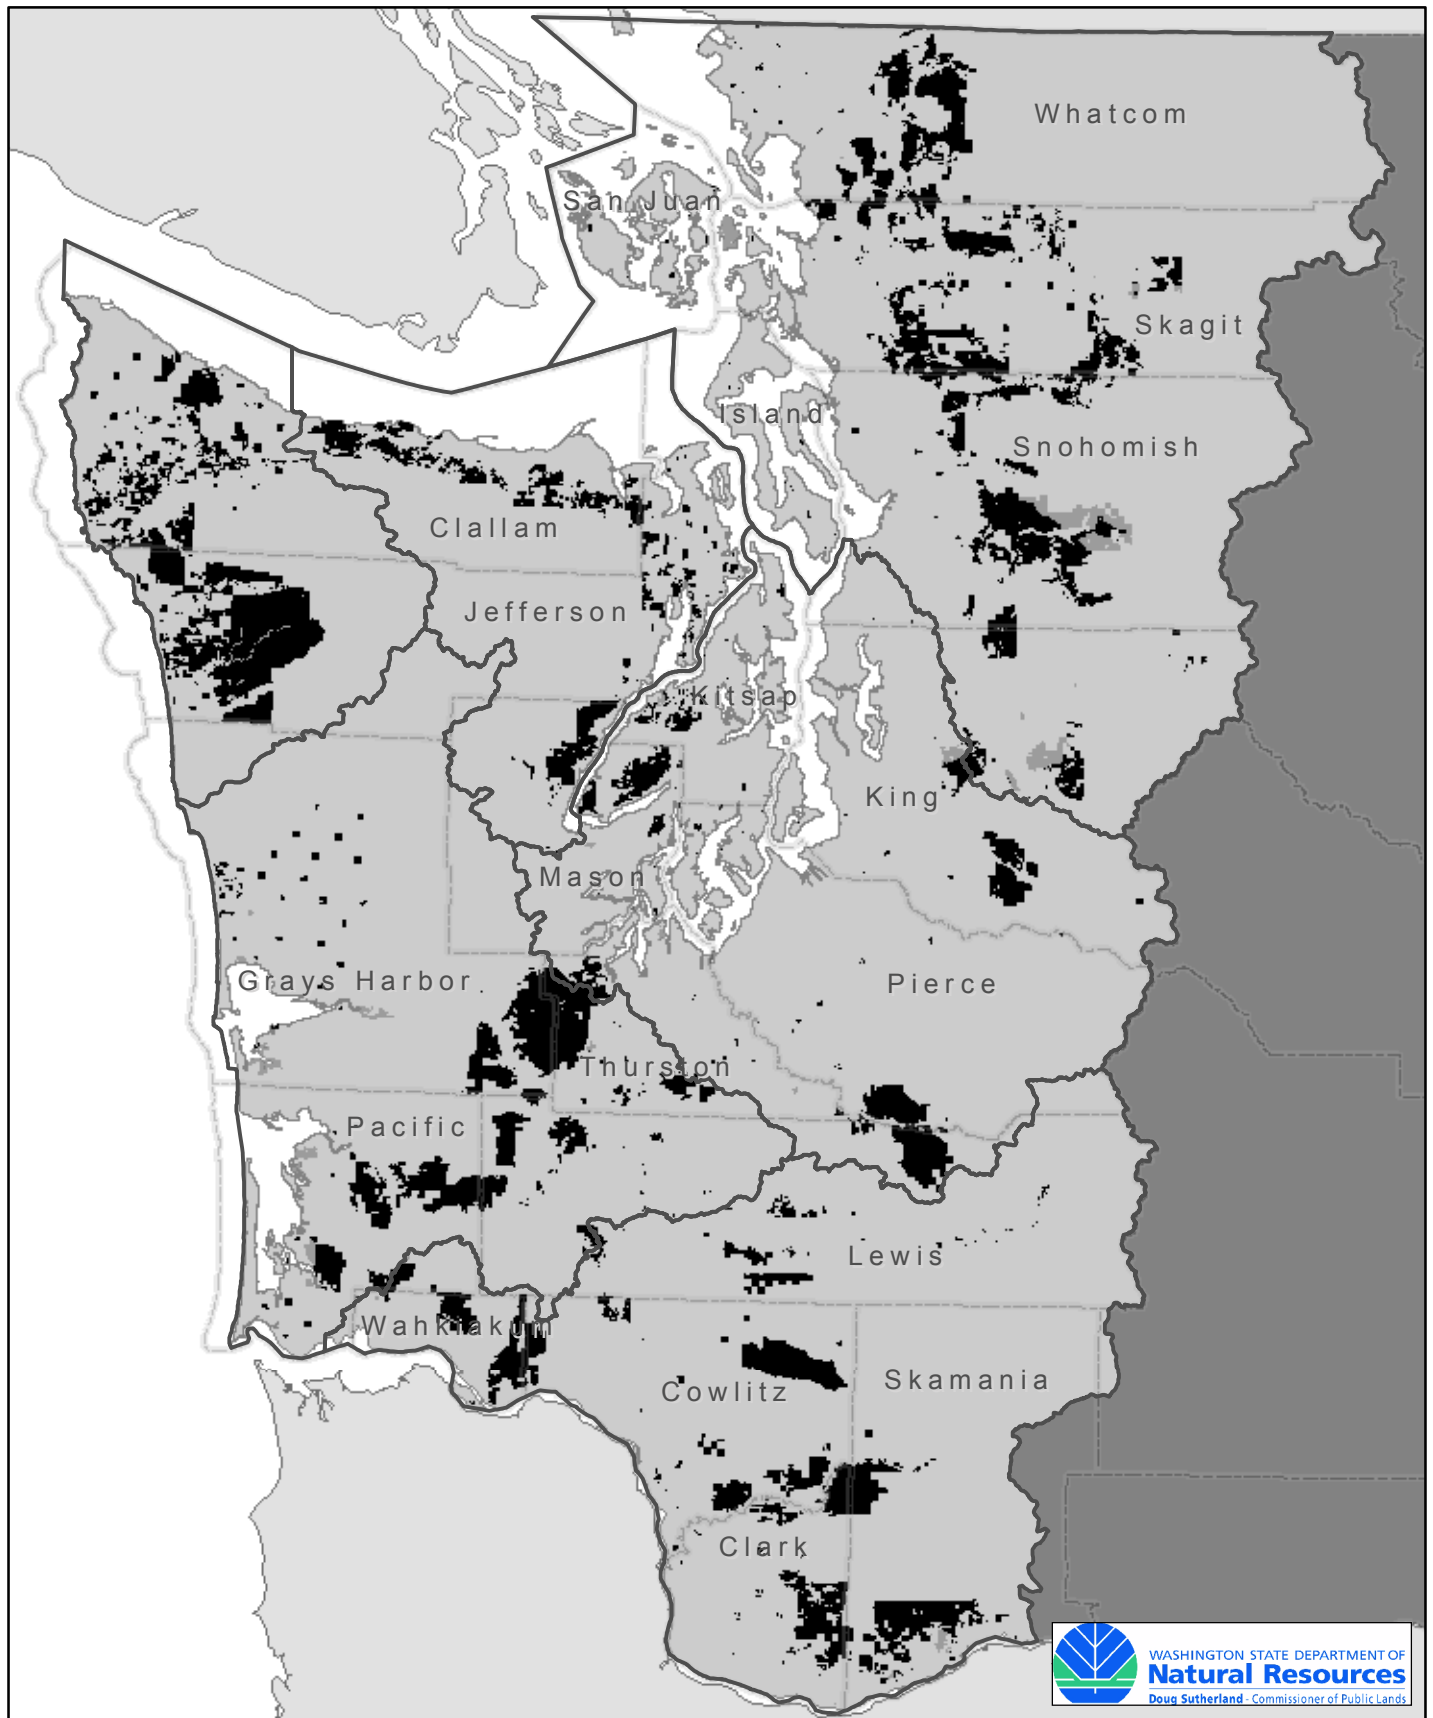 Whatcom
San Juan
Skagit
Island
Snohomish
Clallam
Jefferson
Kitsap
King
Mason
Grays Harbor
Pierce
Thurston
Pacific
Lewis
Wahkiakum
Cowlitz
Skamania
Clark
WASHINGTON STATE DEPARTMENT OF
Natural Resources
Doug Sutherland - Commissioner of Public Lands